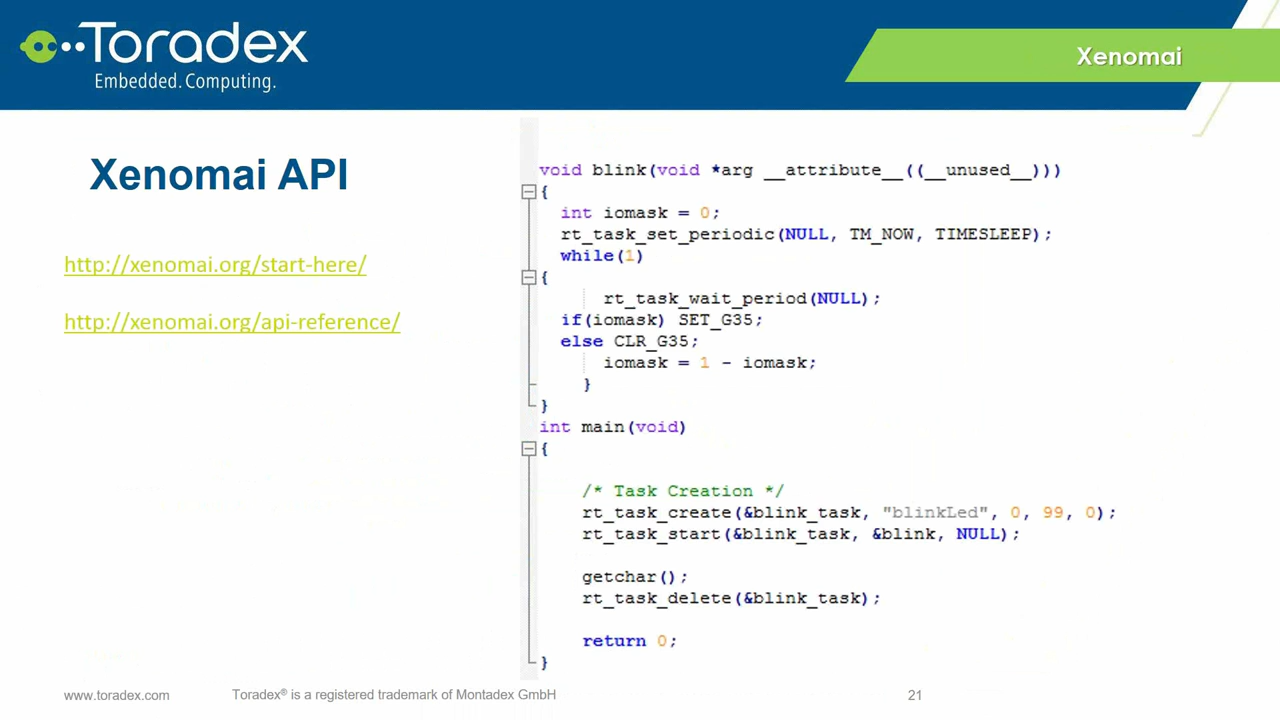 Toradex
Embedded.Computing.
Xenomai
Xenomai API
http://xenomai.org/start-here/
http://xenomai.org/api-reference/
void blink(void *arg __attribute__((__unused__)))
{
int iomask = 0;
rt_task_set_periodic(NULL, TM_NOW, TIMESLEEP);
while(1)
{
rt_task_wait_period(NULL);
if(iomask) SET_G35;
else CLR_G35;
iomask = 1 - iomask;
}
}
int main(void)
{
/* Task Creation */
rt_task_create(&blink_task, "blinkLed", 0, 99, 0);
rt_task_start(&blink_task, &blink, NULL);
getchar();
rt_task_delete(&blink_task);
return 0;
}
www.toradex.com
Toradex® is a registered trademark of Montadex GmbH
21